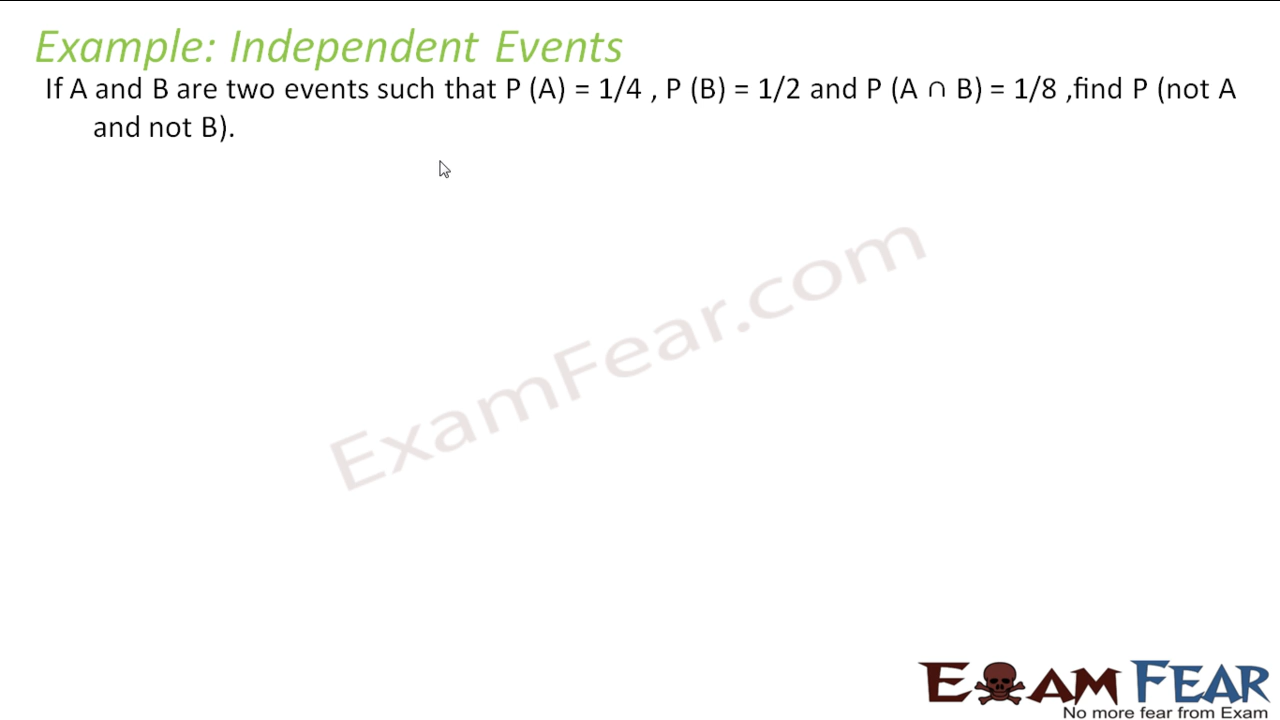 Example: Independent Events
If A and B are two events such that P (A) = 1/4 , P (B) = 1/2 and P (A ∩ B) = 1/8 ,find P (not A
and not B).
ExamFear.com
EXAM FEAR
No more fear from Exam